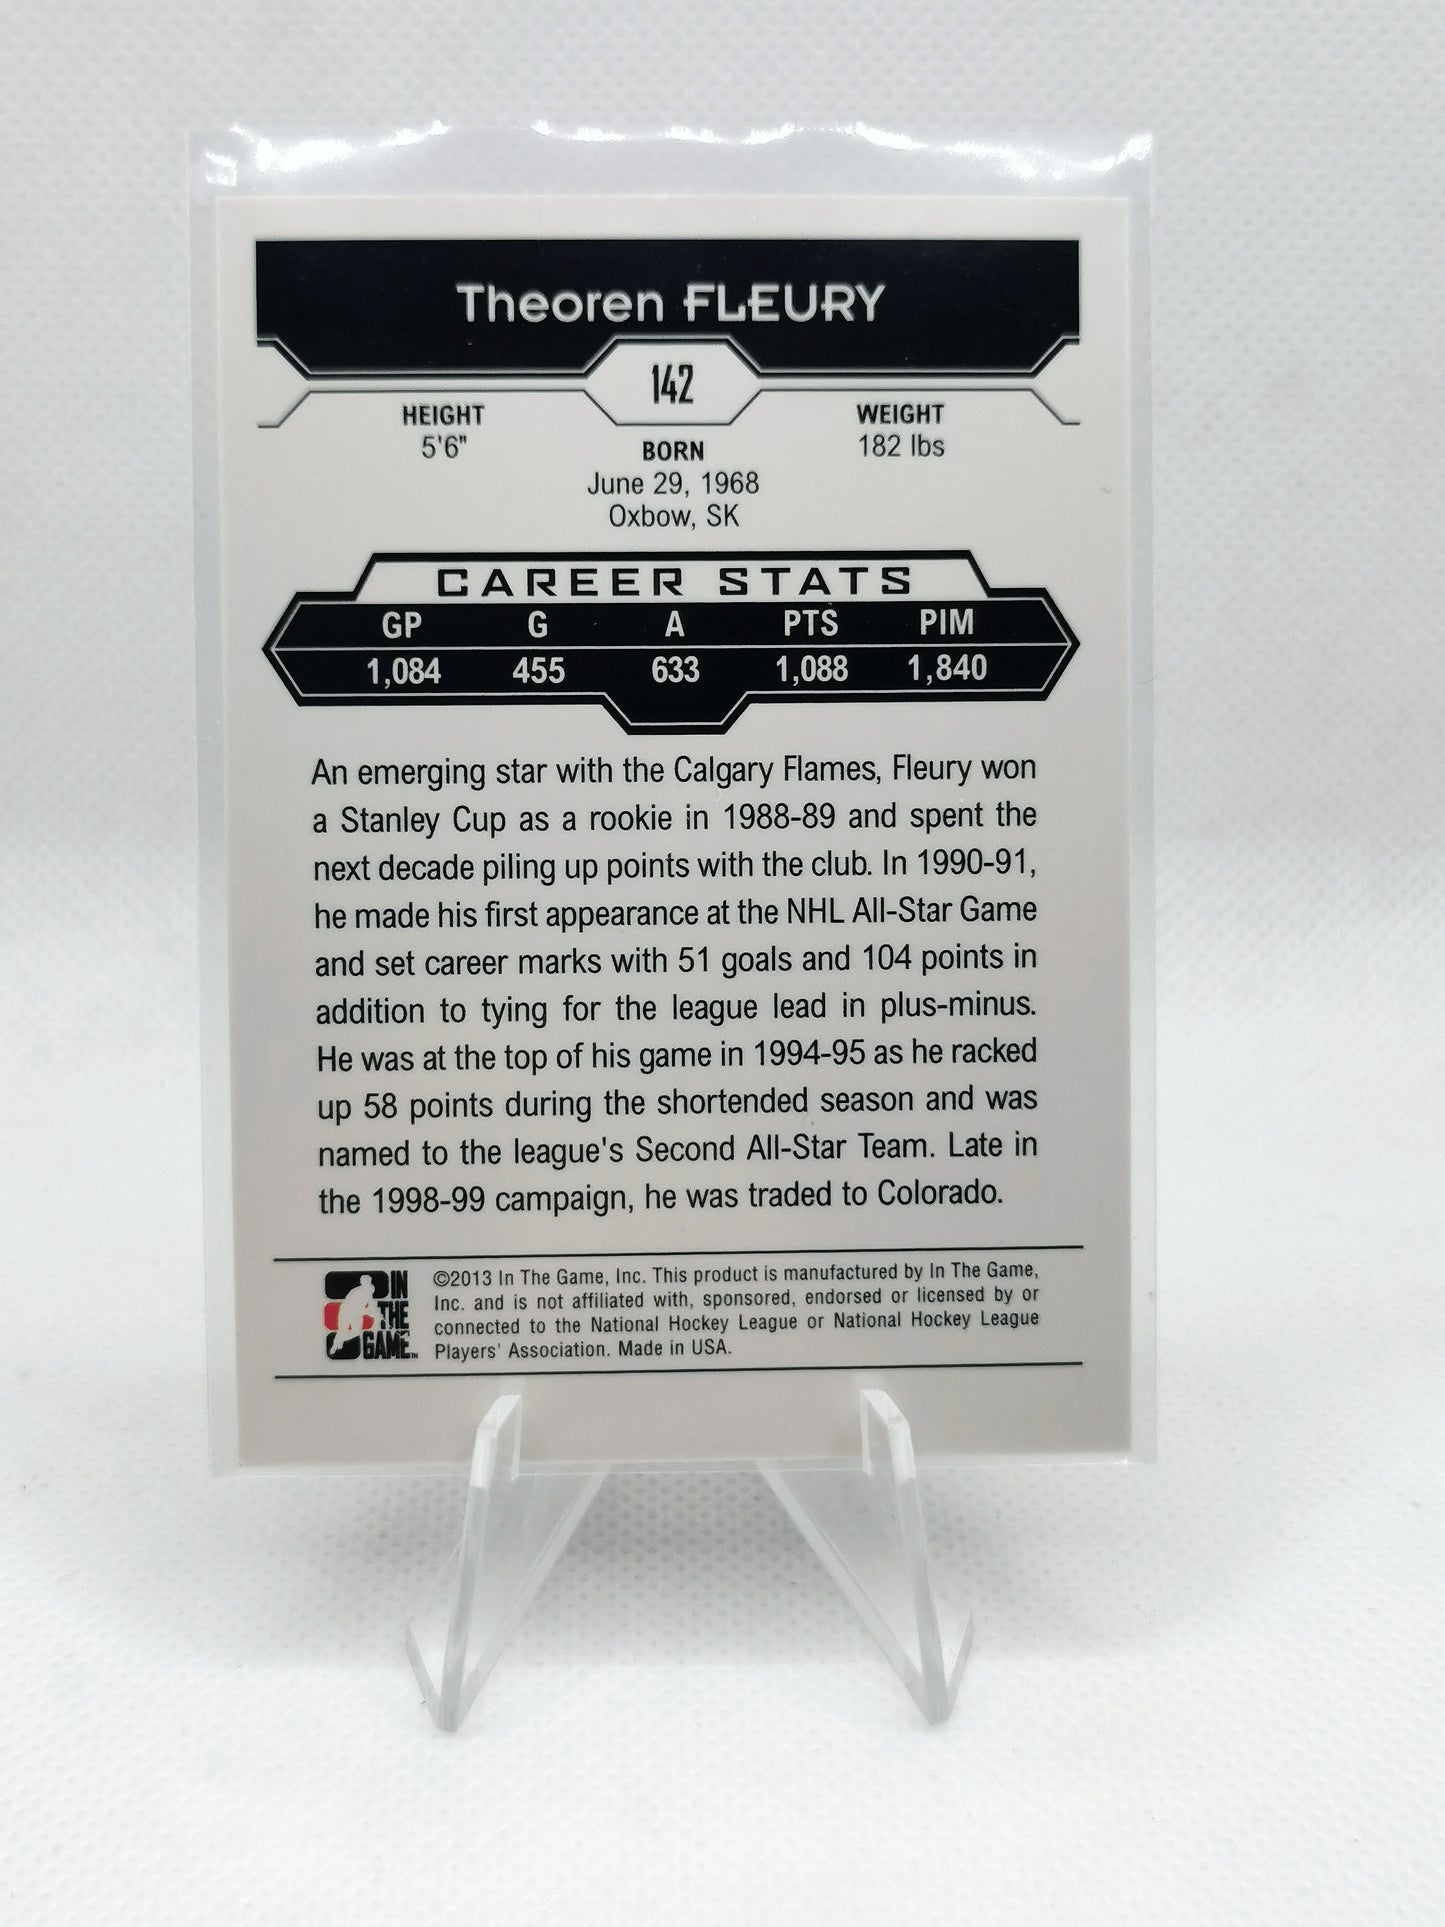 Theoren FLEURY
142
HEIGHT
5'6"
BORN
June 29, 1968
Oxbow, SK
WEIGHT
182 lbs
CAREER STATS
GP G A PTS PIM
1,084 455 633 1,088 1,840
An emerging star with the Calgary Flames, Fleury won
a Stanley Cup as a rookie in 1988-89 and spent the
next decade piling up points with the club. In 1990-91,
he made his first appearance at the NHL All-Star Game
and set career marks with 51 goals and 104 points in
addition to tying for the league lead in plus-minus.
He was at the top of his game in 1994-95 as he racked
up 58 points during the shortended season and was
named to the league's Second All-Star Team. Late in
the 1998-99 campaign, he was traded to Colorado.
IN
THE
GAME™
©2013 In The Game, Inc. This product is manufactured by In The Game,
Inc. and is not affiliated with, sponsored, endorsed or licensed by or
connected to the National Hockey League or National Hockey League
Players' Association. Made in USA.